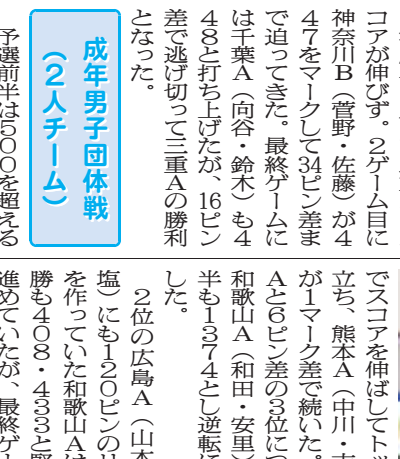 コアが伸びず。2ゲーム目に
神奈川B(菅野・佐藤)が4
47をマークして34ピン差ま
で迫ってきた。最終ゲームに
は千葉A(向谷・鈴木)も4
48と打ち上げたが、16ピン
差で逃げ切って三重Aの勝利
となった。
成年男子団体戦
(2人チーム)
予選前半は500を超える
でスコアを伸ばしてトッ
立ち、熊本A(中川・
が1マーク差で続いた。
Aと6ピン差の3位につ
和歌山A(和田・安里)
半も1374とし逆転に
した。
2位の広島A(山本
塩)にも120ピンのリ
を作っていた和歌山Aは
勝も408・433と
進めていたが、最終ゲ